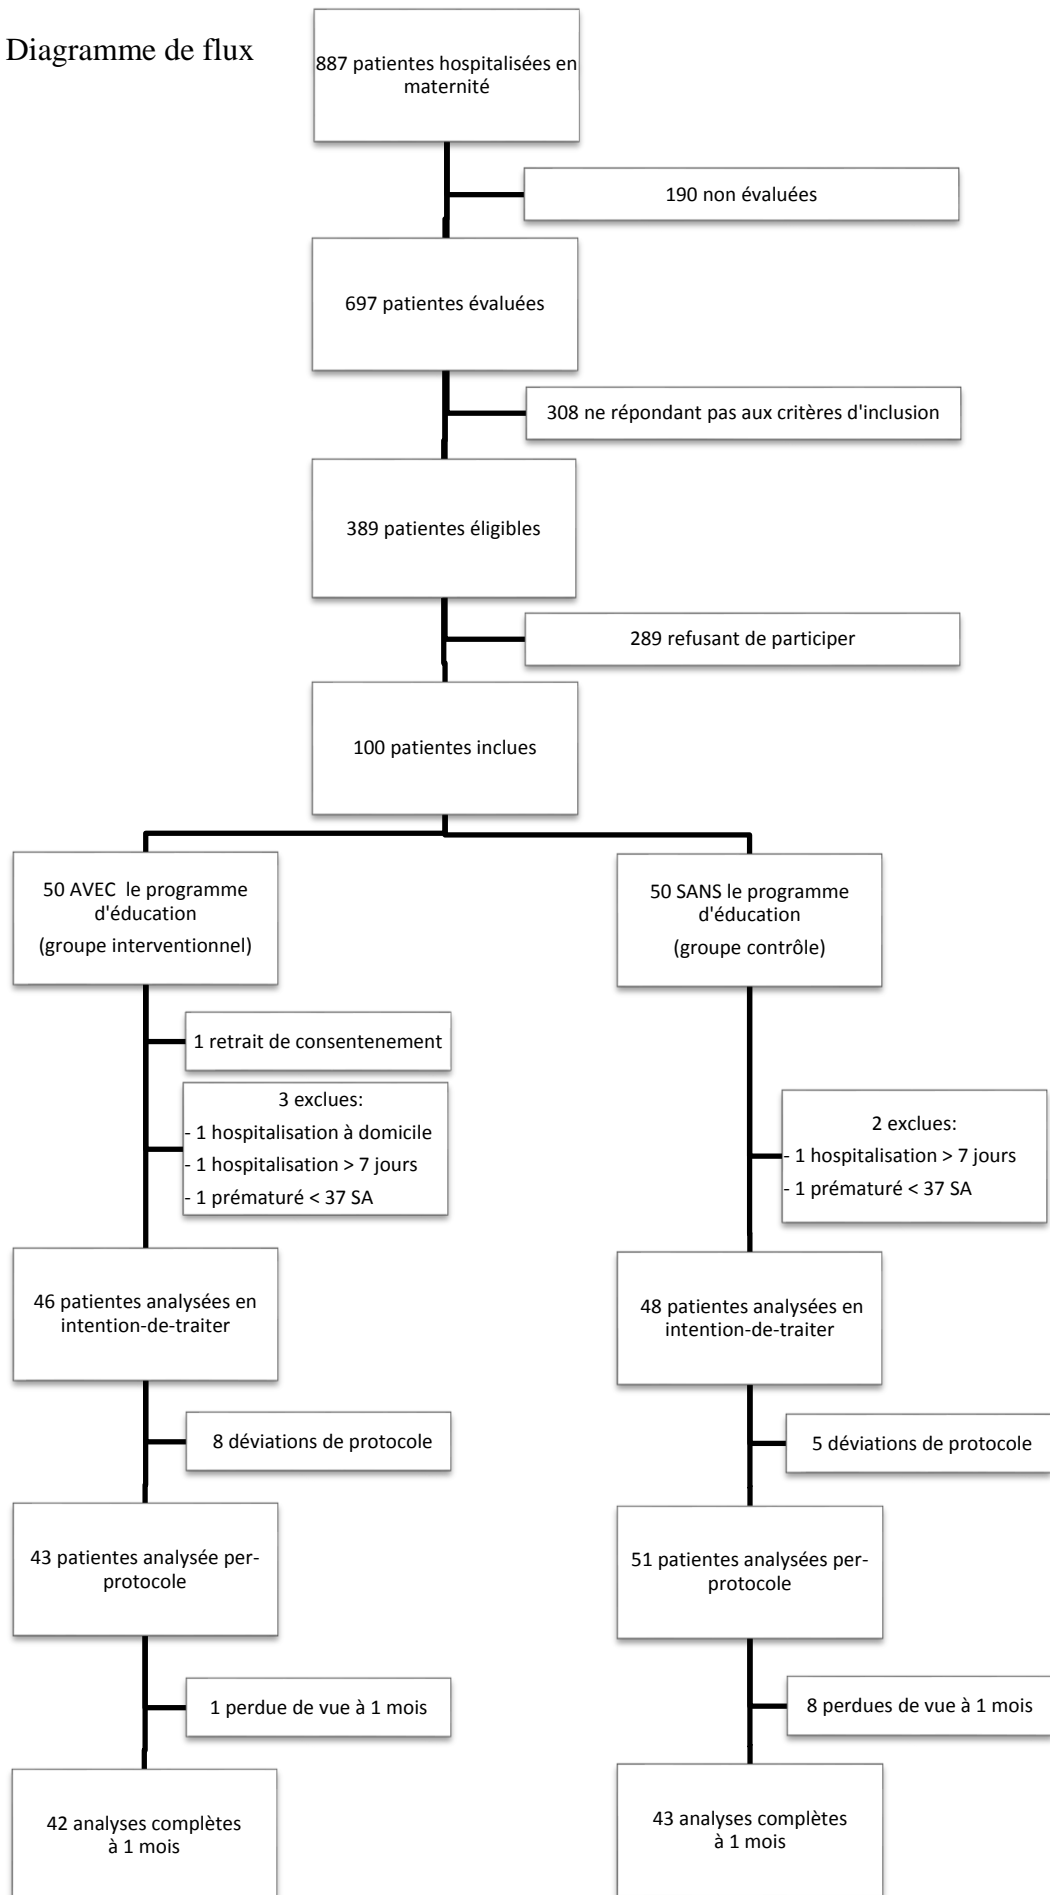 Diagramme de flux
887 patientes hospitalisées en
maternité
190 non évaluées
697 patientes évaluées
308 ne répondant pas aux critères d'inclusion
389 patientes éligibles
289 refusant de participer
100 patientes inclues
50 AVEC le programme
d'éducation
(groupe interventionnel)
50 SANS le programme
d'éducation
(groupe contrôle)
1 retrait de consentenement
3 exclues:
- 1 hospitalisation à domicile
- 1 hospitalisation > 7 jours
- 1 prématuré < 37 SA
2 exclues:
- 1 hospitalisation > 7 jours
- 1 prématuré < 37 SA
46 patientes analysées en
intention-de-traiter
48 patientes analysées en
intention-de-traiter
8 déviations de protocole
5 déviations de protocole
43 patientes analysée per-
protocole
51 patientes analysées per-
protocole
1 perdue de vue à 1 mois
8 perdues de vue à 1 mois
42 analyses complètes
à 1 mois
43 analyses complètes
à 1 mois